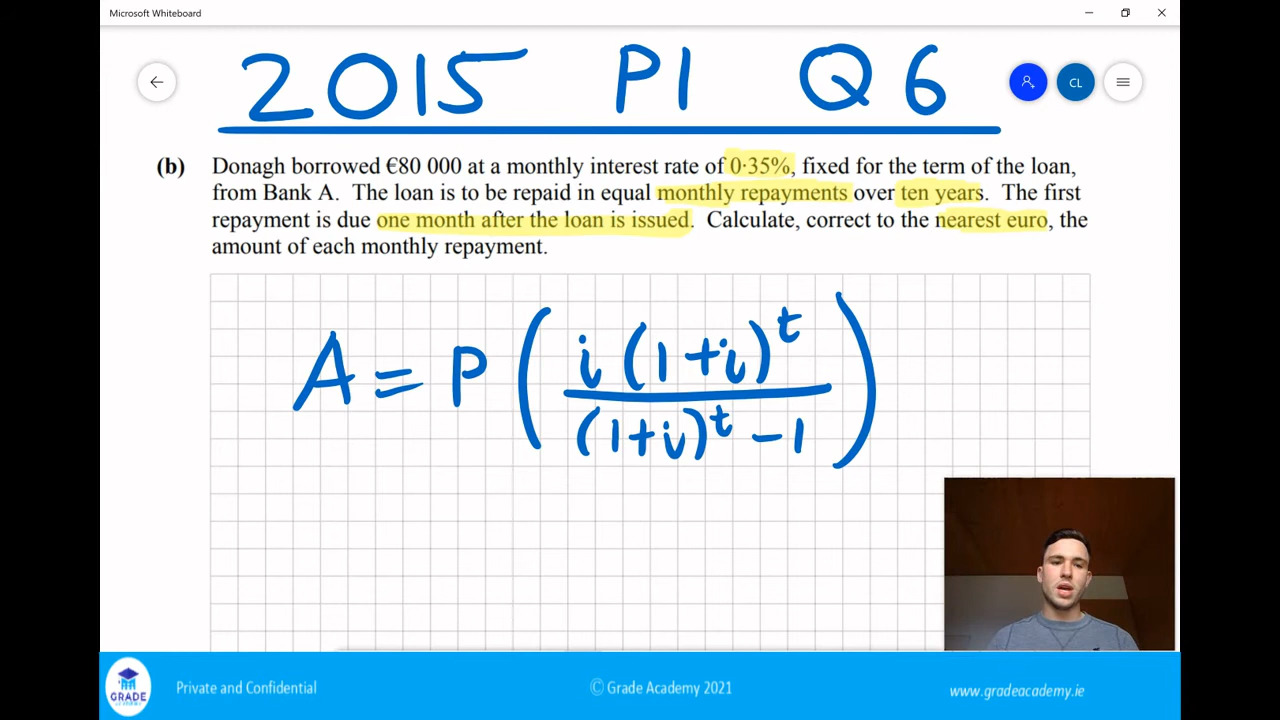 Microsoft Whiteboard
2015 P1 Q6
CL
(b) Donagh borrowed €80 000 at a monthly interest rate of 0·35%, fixed for the term of the loan,
from Bank A. The loan is to be repaid in equal monthly repayments over ten years. The first
repayment is due one month after the loan is issued. Calculate, correct to the nearest euro, the
amount of each monthly repayment.
A = P ( i (1+i)^t
(1+i)^t - 1 )
GRADE
Private and Confidential
© Grade Academy 2021
www.gradeacademy.ie